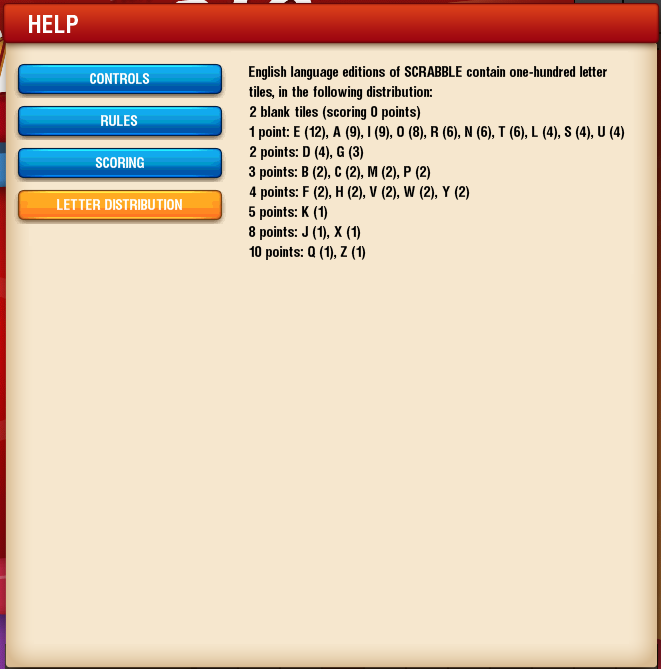 HELP
CONTROLS
RULES
SCORING
LETTER DISTRIBUTION
English language editions of SCRABBLE contain one-hundred letter
tiles, in the following distribution:
2 blank tiles (scoring 0 points)
1 point: E (12), A (9), I (9), O (8), R (6), N (6), T (6), L (4), S (4), U (4)
2 points: D (4), G (3)
3 points: B (2), C (2), M (2), P (2)
4 points: F (2), H (2), V (2), W (2), Y (2)
5 points: K (1)
8 points: J (1), X (1)
10 points: Q (1), Z (1)